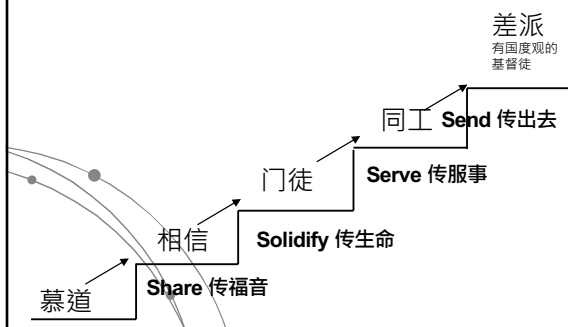 差派
有国度观的
基督徒
同工 Send 传出去
门徒 Serve 传服事
相信 Solidify 传生命
慕道 Share 传福音